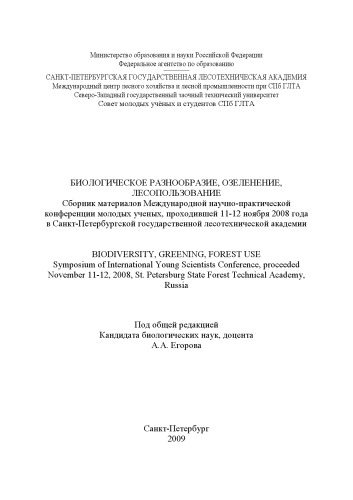 Министерство образования и науки Российской Федерации
Федеральное агентство по образованию
САНКТ-ПЕТЕРБУРГСКАЯ ГОСУДАРСТВЕННАЯ ЛЕСОТЕХНИЧЕСКАЯ АКАДЕМИЯ
Международный центр лесного хозяйства и лесной промышленности при СПб ГЛТА
Северо-Западный государственный заочный технический университет
Совет молодых учёных и студентов СПб ГЛТА
БИОЛОГИЧЕСКОЕ РАЗНООБРАЗИЕ, ОЗЕЛЕНЕНИЕ,
ЛЕСОПОЛЬЗОВАНИЕ
Сборник материалов Международной научно-практической
конференции молодых ученых, проходившей 11-12 ноября 2008 года
в Санкт-Петербургской государственной лесотехнической академии
BIODIVERSITY, GREENING, FOREST USE
Symposium of International Young Scientists Conference, proceeded
November 11-12, 2008, St. Petersburg State Forest Technical Academy,
Russia
Под общей редакцией
Кандидата биологических наук, доцента
А.А. Егорова
Санкт-Петербург
2009